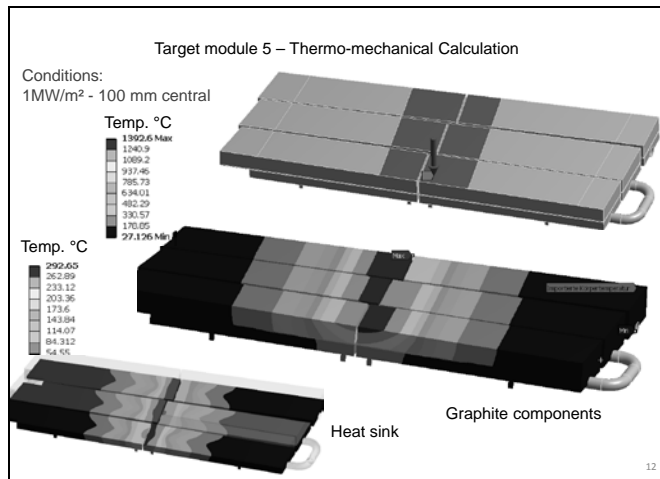 Target module 5 – Thermo-mechanical Calculation
Conditions:
1MW/m² - 100 mm central
Temp. °C
1392.6 Max
1240.9
1089.2
937.46
785.73
634.01
482.29
330.57
178.85
27.126 Min
Temp. °C
292.65
262.89
233.12
203.36
173.6
143.84
114.07
84.312
54.55
Max
Min
Graphite components
Heat sink
12